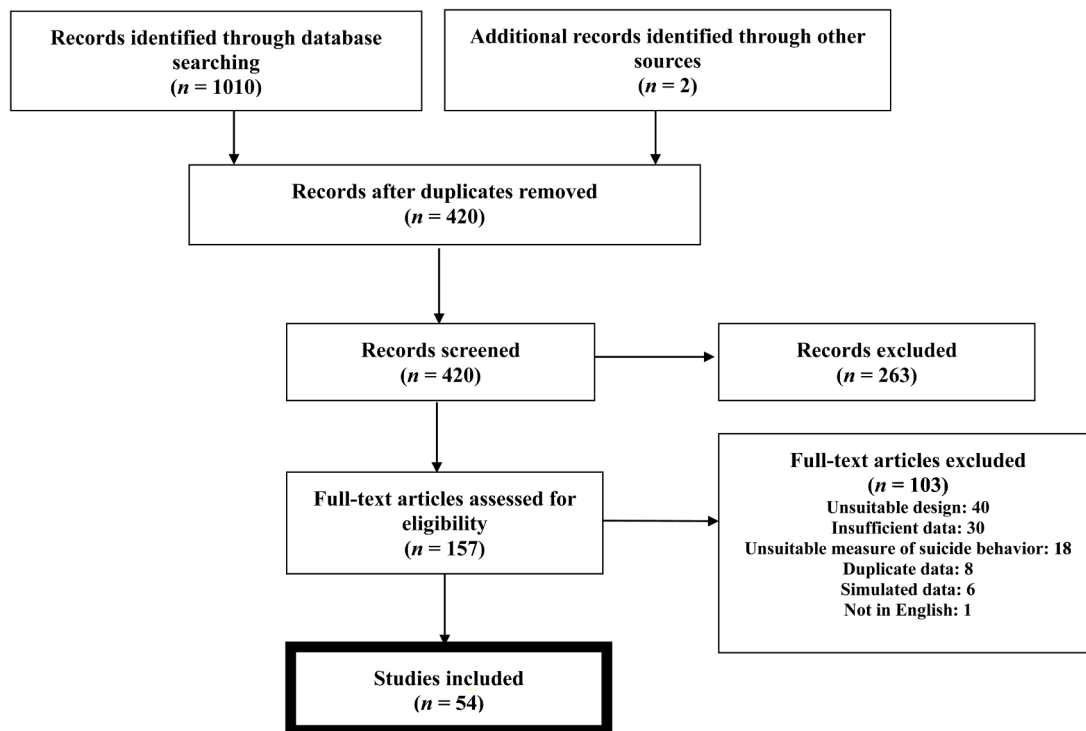 Records identified through database
searching
(n = 1010)
Additional records identified through other
sources
(n = 2)
Records after duplicates removed
(n = 420)
Records screened
(n = 420)
Records excluded
(n = 263)
Full-text articles assessed for
eligibility
(n = 157)
Full-text articles excluded
(n = 103)
Unsuitable design: 40
Insufficient data: 30
Unsuitable measure of suicide behavior: 18
Duplicate data: 8
Simulated data: 6
Not in English: 1
Studies included
(n = 54)